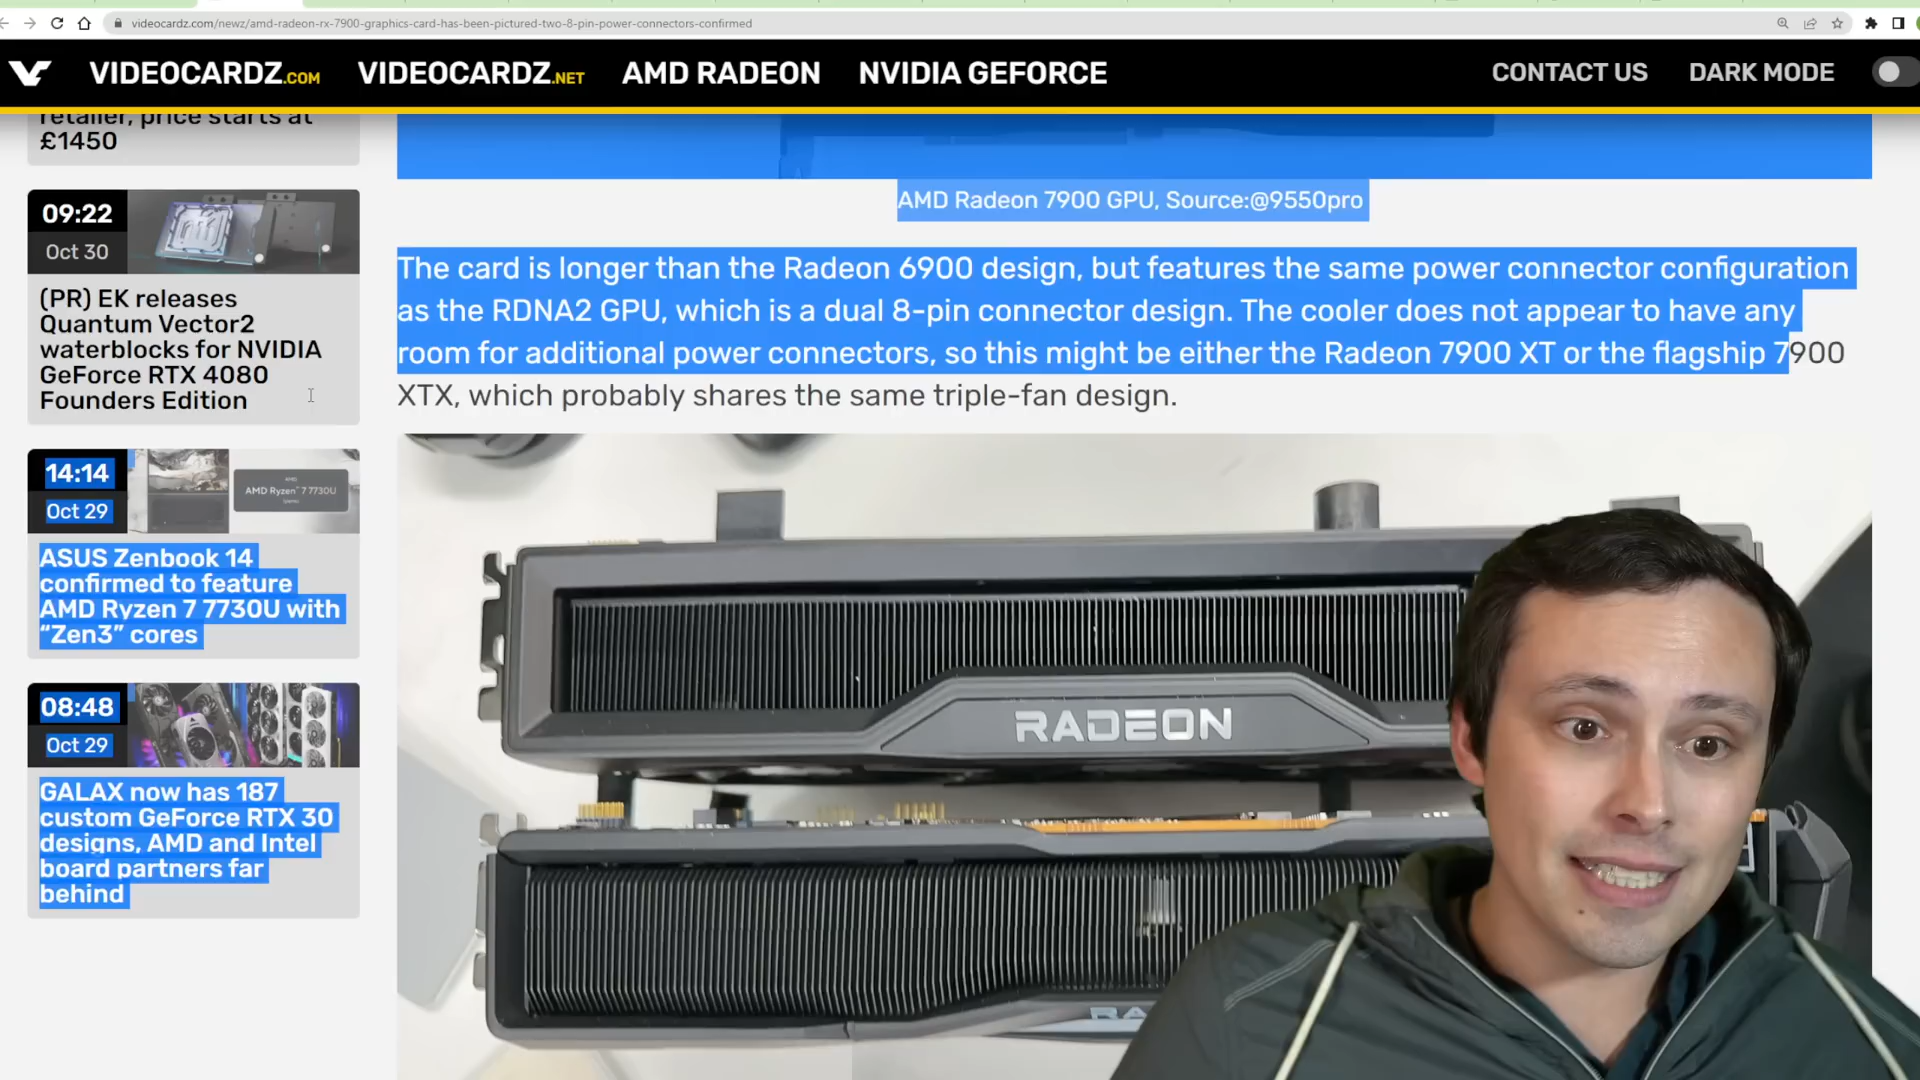 videocardz.com/newz/amd-radeon-rx-7900-graphics-card-has-been-pictured-two-8-pin-power-connectors-confirmed
VIDEOCARDZ.COM VIDEOCARDZ.NET AMD RADEON NVIDIA GEFORCE CONTACT US DARK MODE
retailer, price starts at
£1450
09:22
Oct 30
(PR) EK releases
Quantum Vector2
waterblocks for NVIDIA
GeForce RTX 4080
Founders Edition
14:14
Oct 29
AMD
AMD Ryzen™ 7 7730U
ASUS Zenbook 14
confirmed to feature
AMD Ryzen 7 7730U with
“Zen3” cores
08:48
Oct 29
GALAX now has 187
custom GeForce RTX 30
designs, AMD and Intel
board partners far
behind
AMD Radeon 7900 GPU, Source:@9550pro
The card is longer than the Radeon 6900 design, but features the same power connector configuration
as the RDNA2 GPU, which is a dual 8-pin connector design. The cooler does not appear to have any
room for additional power connectors, so this might be either the Radeon 7900 XT or the flagship 7900
XTX, which probably shares the same triple-fan design.
RADEON
RA